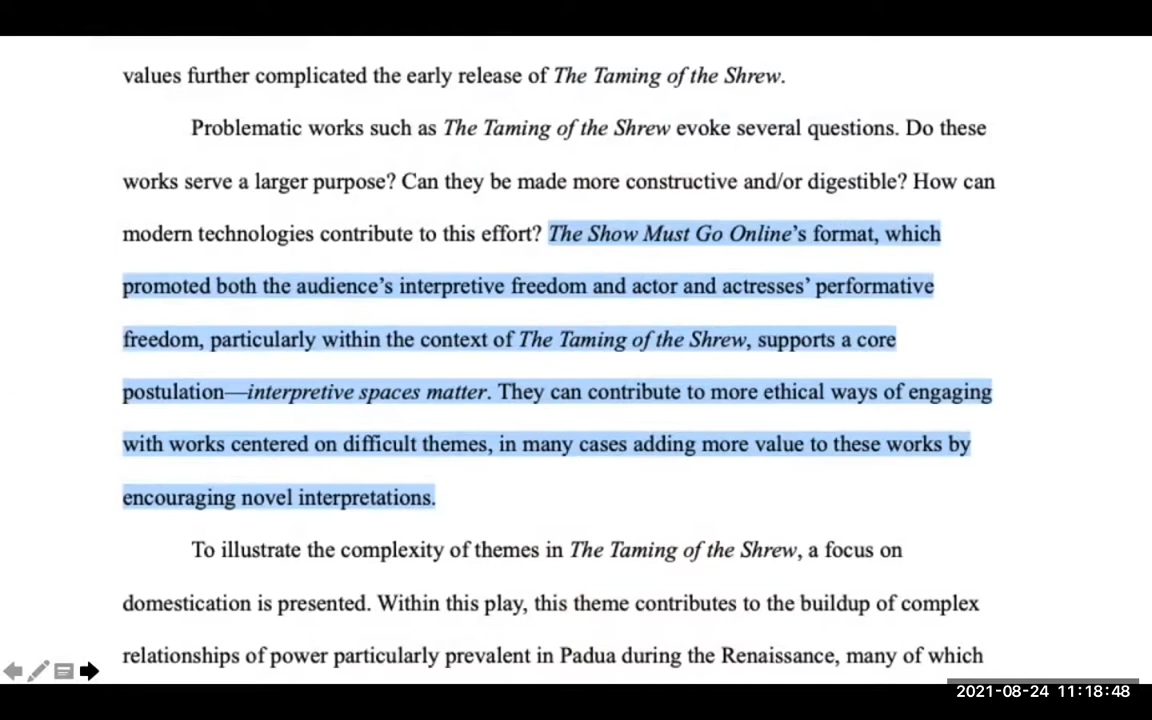 values further complicated the early release of The Taming of the Shrew.
Problematic works such as The Taming of the Shrew evoke several questions. Do these
works serve a larger purpose? Can they be made more constructive and/or digestible? How can
modern technologies contribute to this effort? The Show Must Go Online’s format, which
promoted both the audience’s interpretive freedom and actor and actresses’ performative
freedom, particularly within the context of The Taming of the Shrew, supports a core
postulation—interpretive spaces matter. They can contribute to more ethical ways of engaging
with works centered on difficult themes, in many cases adding more value to these works by
encouraging novel interpretations.
To illustrate the complexity of themes in The Taming of the Shrew, a focus on
domestication is presented. Within this play, this theme contributes to the buildup of complex
relationships of power particularly prevalent in Padua during the Renaissance, many of which
2021-08-24 11:18:48